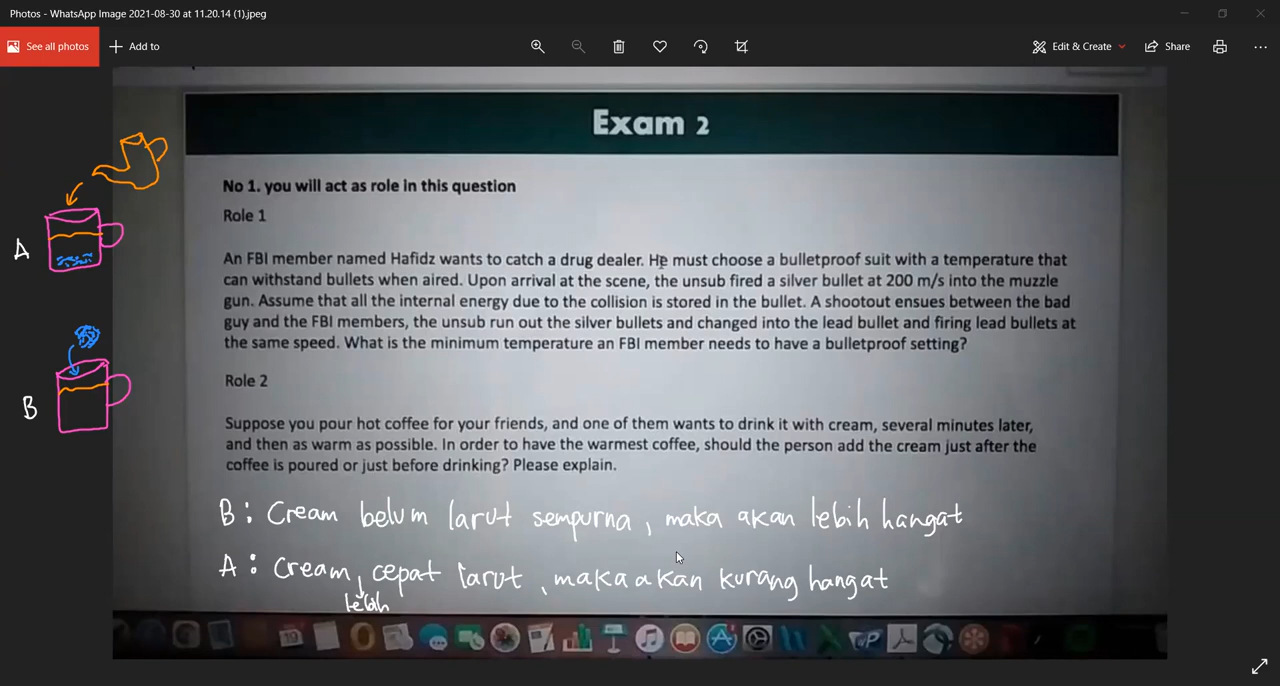 Photos - WhatsApp Image 2021-08-30 at 11.20.14 (1).jpeg
See all photos
Add to
Edit & Create
Share
Exam 2
No 1. you will act as role in this question
Role 1
An FBI member named Hafidz wants to catch a drug dealer. He must choose a bulletproof suit with a temperature that
can withstand bullets when aired. Upon arrival at the scene, the unsub fired a silver bullet at 200 m/s into the muzzle
gun. Assume that all the internal energy due to the collision is stored in the bullet. A shootout ensues between the bad
guy and the FBI members, the unsub run out the silver bullets and changed into the lead bullet and firing lead bullets at
the same speed. What is the minimum temperature an FBI member needs to have a bulletproof setting?
Role 2
Suppose you pour hot coffee for your friends, and one of them wants to drink it with cream, several minutes later,
and then as warm as possible. In order to have the warmest coffee, should the person add the cream just after the
coffee is poured or just before drinking? Please explain.
A
B
B : Cream belum larut sempurna, maka akan lebih hangat
A : Cream cepat larut, maka akan kurang hangat
lebih